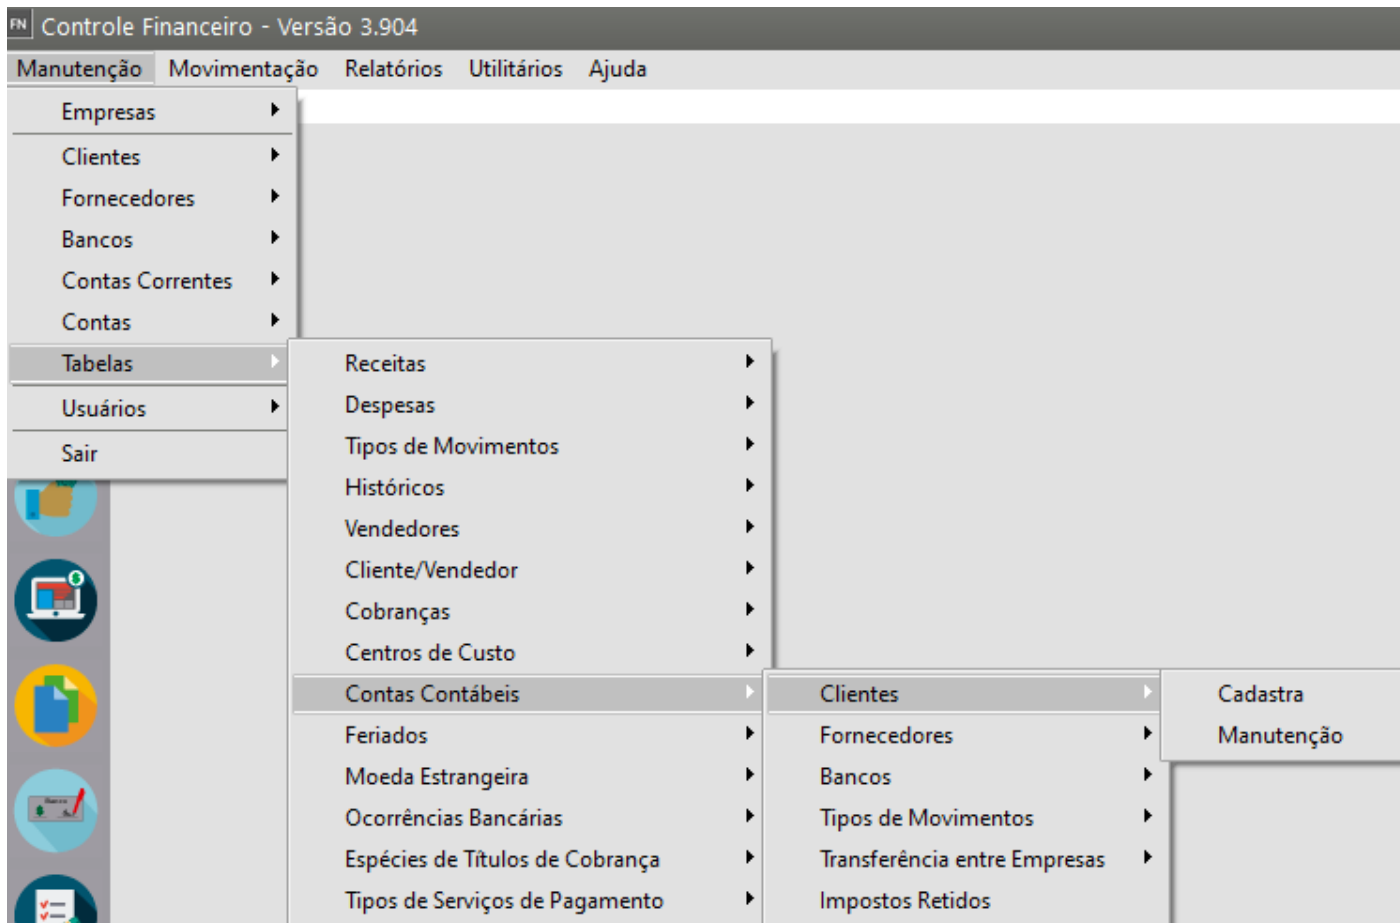 FN Controle Financeiro - Versão 3.904
Manutenção Movimentação Relatórios Utilitários Ajuda
Empresas
Clientes
Fornecedores
Bancos
Contas Correntes
Contas
Tabelas
Usuários
Sair
Receitas
Despesas
Tipos de Movimentos
Históricos
Vendedores
Cliente/Vendedor
Cobranças
Centros de Custo
Contas Contábeis
Feriados
Moeda Estrangeira
Ocorrências Bancárias
Espécies de Títulos de Cobrança
Tipos de Serviços de Pagamento
Clientes
Fornecedores
Bancos
Tipos de Movimentos
Transferência entre Empresas
Impostos Retidos
Cadastra
Manutenção